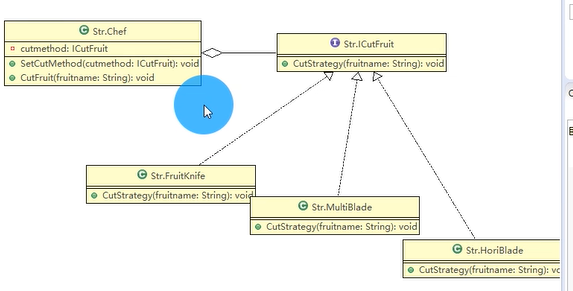 Str.Chef
cutmethod: ICutFruit
SetCutMethod(cutmethod: ICutFruit): void
CutFruit(fruitname: String): void
Str.ICutFruit
CutStrategy(fruitname: String): void
Str.FruitKnife
CutStrategy(fruitname: String): void
Str.MultiBlade
CutStrategy(fruitname: String): void
Str.HoriBlade
CutStrategy(fruitname: String): vo